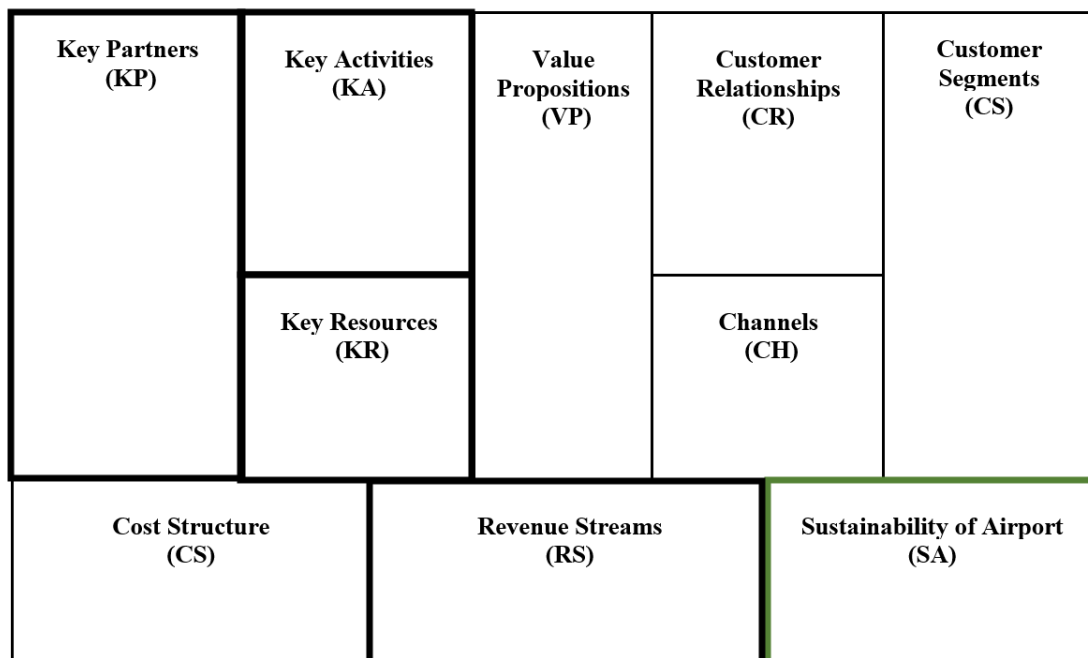 Key Partners
(KP)
Key Activities
(KA)
Value
Propositions
(VP)
Customer
Relationships
(CR)
Customer
Segments
(CS)
Key Resources
(KR)
Channels
(CH)
Cost Structure
(CS)
Revenue Streams
(RS)
Sustainability of Airport
(SA)